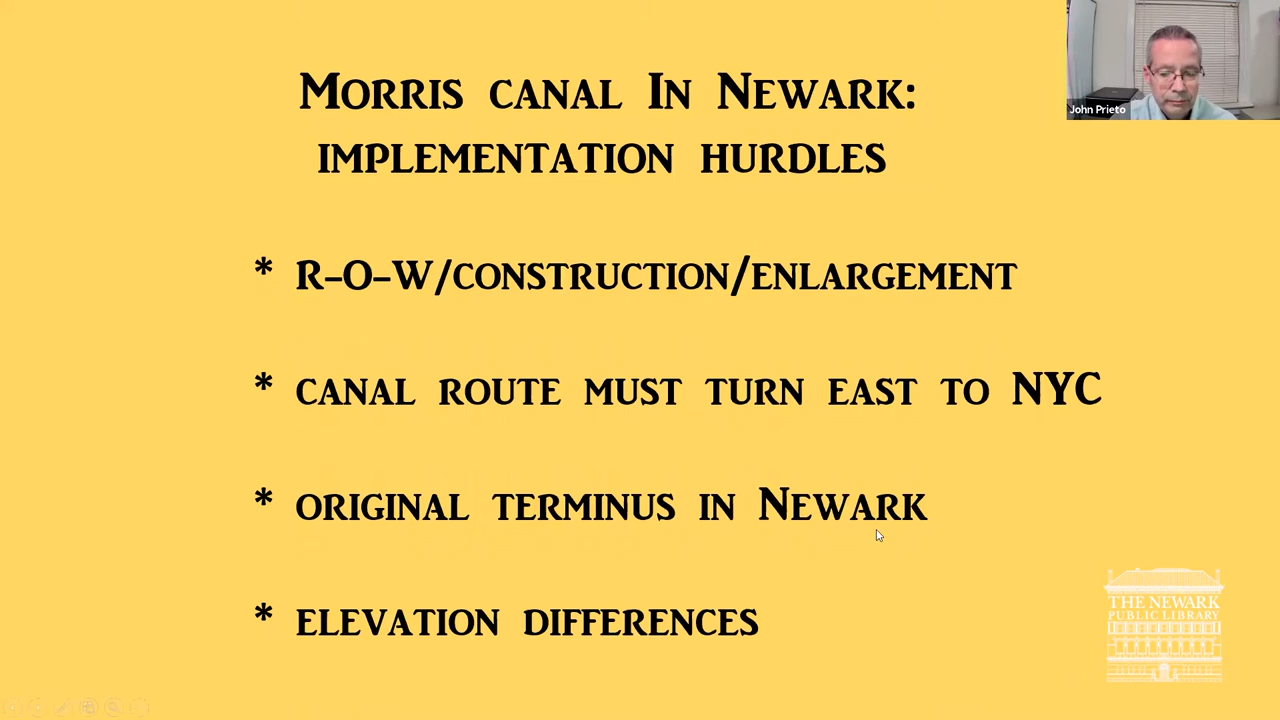 Morris canal In Newark:
implementation hurdles
* R-O-W/construction/enlargement
* canal route must turn east to NYC
* original terminus in Newark
* elevation differences
John Prieto
THE NEWARK
PUBLIC LIBRARY